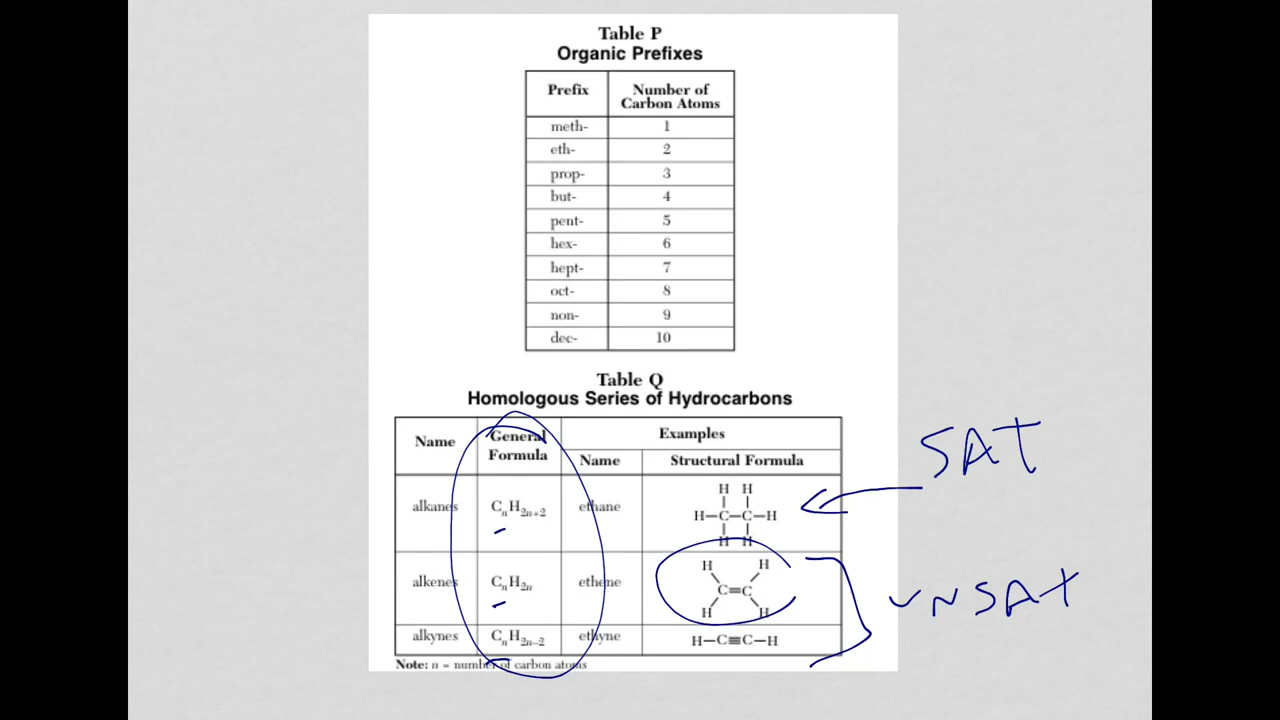 Table P
Organic Prefixes
Prefix Number of Carbon Atoms
meth- 1
eth- 2
prop- 3
but- 4
pent- 5
hex- 6
hept- 7
oct- 8
non- 9
dec- 10
Table Q
Homologous Series of Hydrocarbons
Name General Formula Examples
Name Structural Formula
alkanes CₙH₂ₙ₊₂ ethane
H H
H—C—C—H
H H
SAT
alkenes CₙH₂ₙ ethene
H H
C=C
H H
UNSAT
alkynes CₙH₂ₙ₋₂ ethyne H—C≡C—H
Note: n = number of carbon atoms